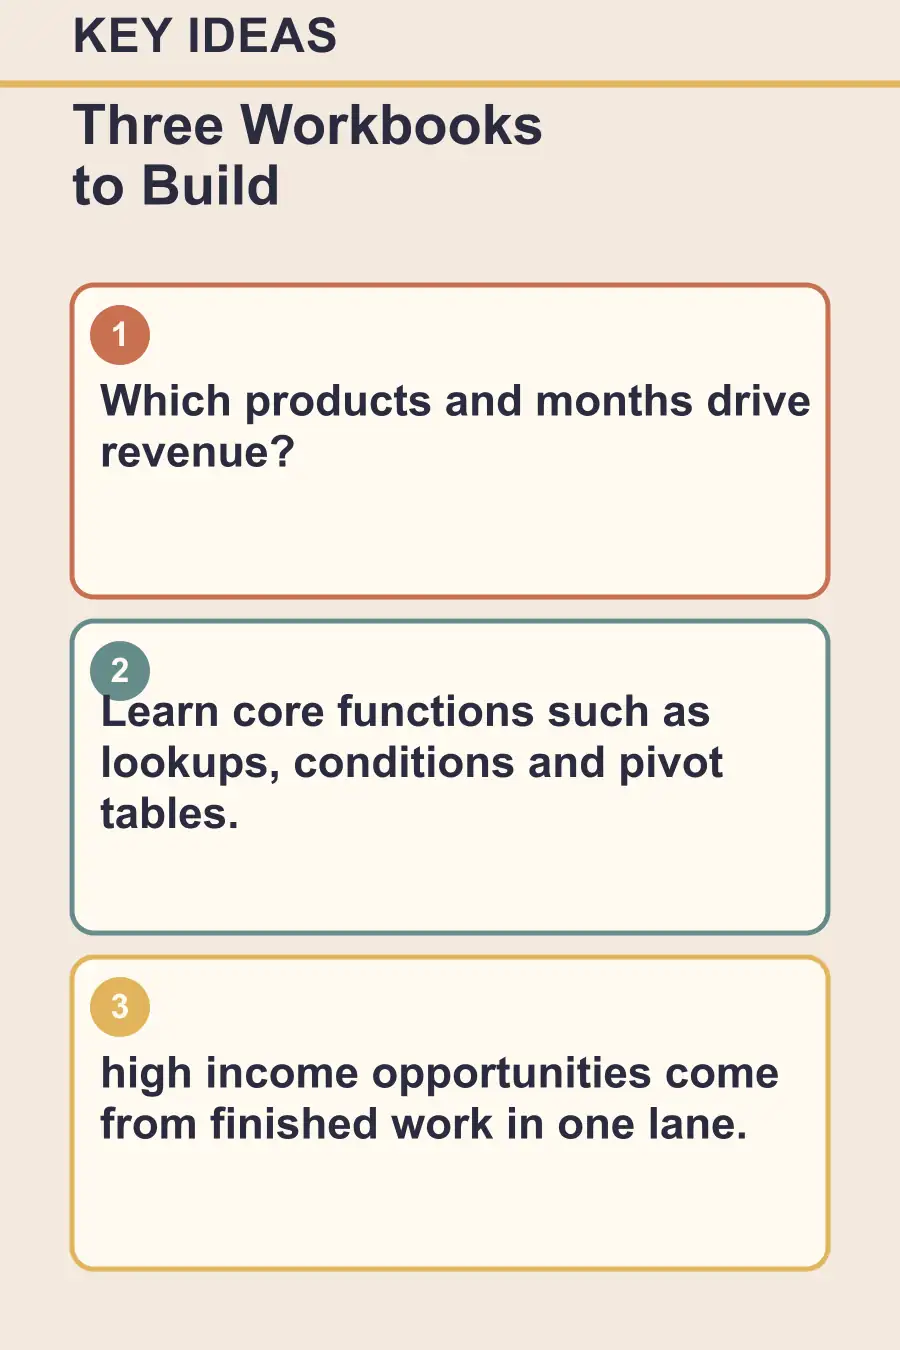 KEY IDEAS
Three Workbooks
to Build
1
Which products and months drive
revenue?
2
Learn core functions such as
lookups, conditions and pivot
tables.
3
high income opportunities come
from finished work in one lane.